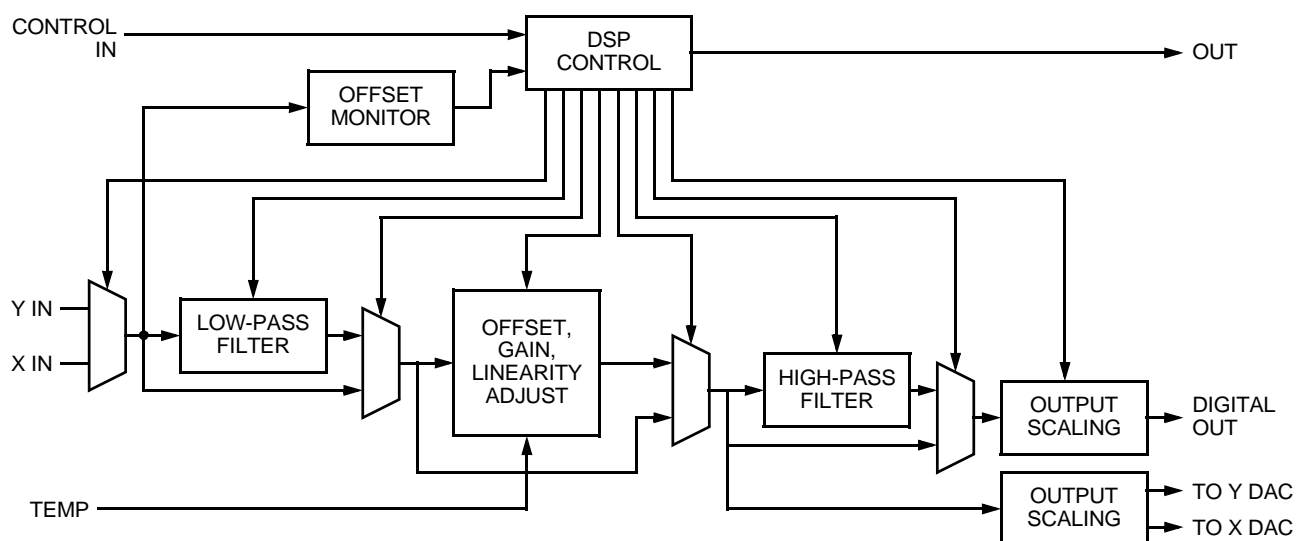 CONTROL
IN
DSP
CONTROL
OUT
OFFSET
MONITOR
Y IN
X IN
LOW-PASS
FILTER
OFFSET,
GAIN,
LINEARITY
ADJUST
HIGH-PASS
FILTER
OUTPUT
SCALING
DIGITAL
OUT
TEMP
OUTPUT
SCALING
TO Y DAC
TO X DAC